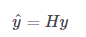 ŷ = Hy